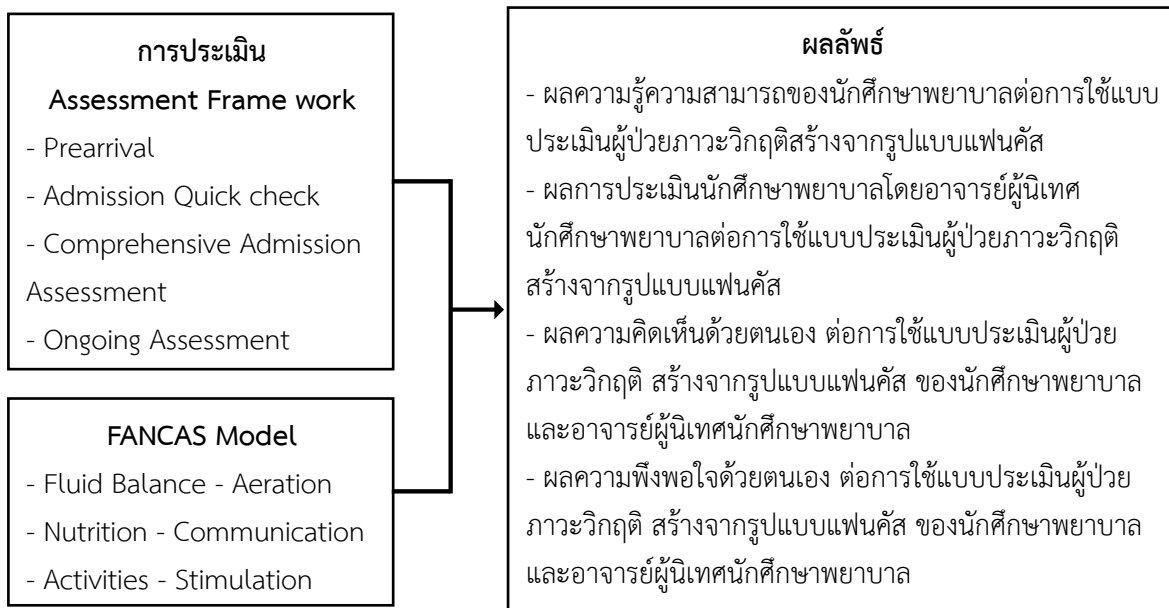 การประเมิน
Assessment Frame work
- Prearrival
- Admission Quick check
- Comprehensive Admission
Assessment
- Ongoing Assessment
FANCAS Model
- Fluid Balance - Aeration
- Nutrition - Communication
- Activities - Stimulation
ผลลัพธ์
- ผลความรู้ความสามารถของนักศึกษาพยาบาลต่อการใช้แบบ
ประเมินผู้ป่วยภาวะวิกฤติสร้างจากรูปแบบแฟนคัส
- ผลการประเมินนักศึกษาพยาบาลโดยอาจารย์ผู้นิเทศ
นักศึกษาพยาบาลต่อการใช้แบบประเมินผู้ป่วยภาวะวิกฤติ
สร้างจากรูปแบบแฟนคัส
- ผลความคิดเห็นด้วยตนเอง ต่อการใช้แบบประเมินผู้ป่วย
ภาวะวิกฤติ สร้างจากรูปแบบแฟนคัส ของนักศึกษาพยาบาล
และอาจารย์ผู้นิเทศนักศึกษาพยาบาล
- ผลความพึงพอใจด้วยตนเอง ต่อการใช้แบบประเมินผู้ป่วย
ภาวะวิกฤติ สร้างจากรูปแบบแฟนคัส ของนักศึกษาพยาบาล
และอาจารย์ผู้นิเทศนักศึกษาพยาบาล